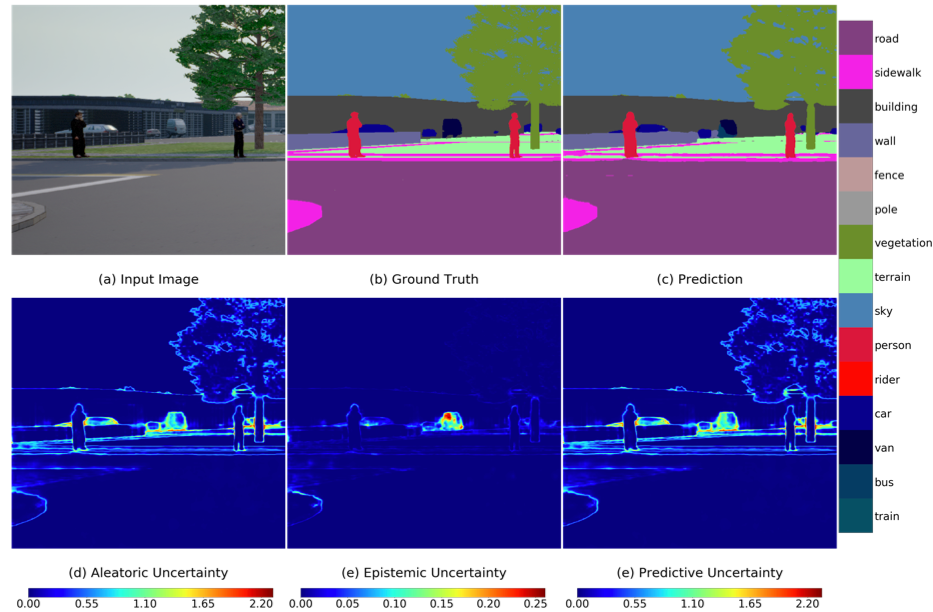 (a) Input Image
(b) Ground Truth
(c) Prediction
road
sidewalk
building
wall
fence
pole
vegetation
terrain
sky
person
rider
car
van
bus
train
(d) Aleatoric Uncertainty
(e) Epistemic Uncertainty
(e) Predictive Uncertainty
0.00 0.55 1.10 1.65 2.20
0.00 0.05 0.10 0.15 0.20 0.25
0.00 0.55 1.10 1.65 2.20